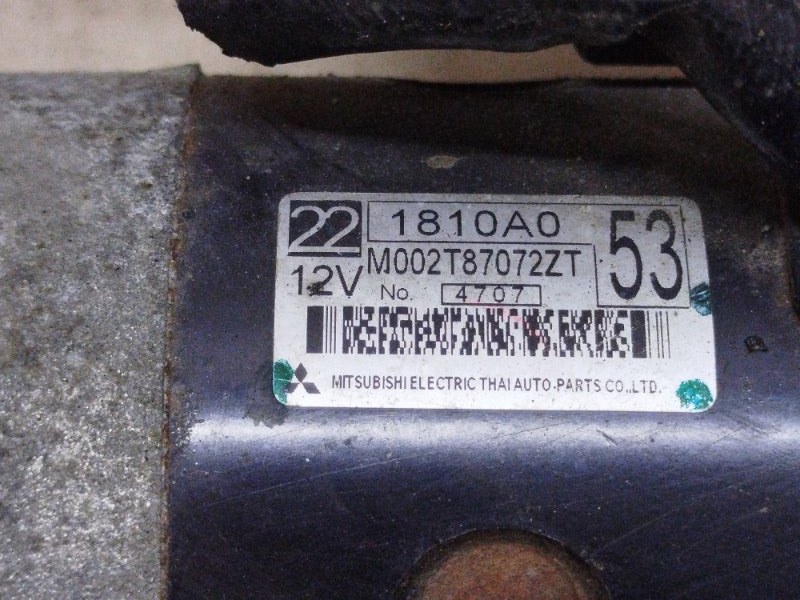 22 1810A0 53
12V M002T87072ZT
No. 4707
MITSUBISHI ELECTRIC THAI AUTO-PARTS CO.,LTD.